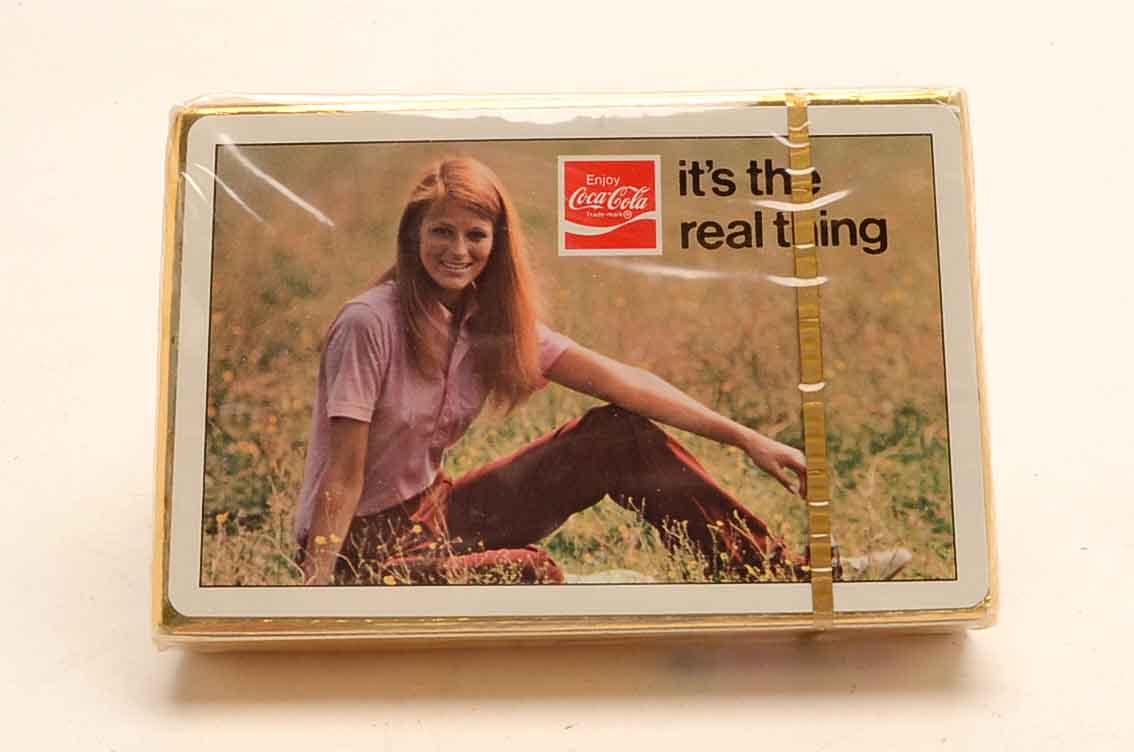 Enjoy
Coca-Cola
Trade-mark®
it's the
real thing